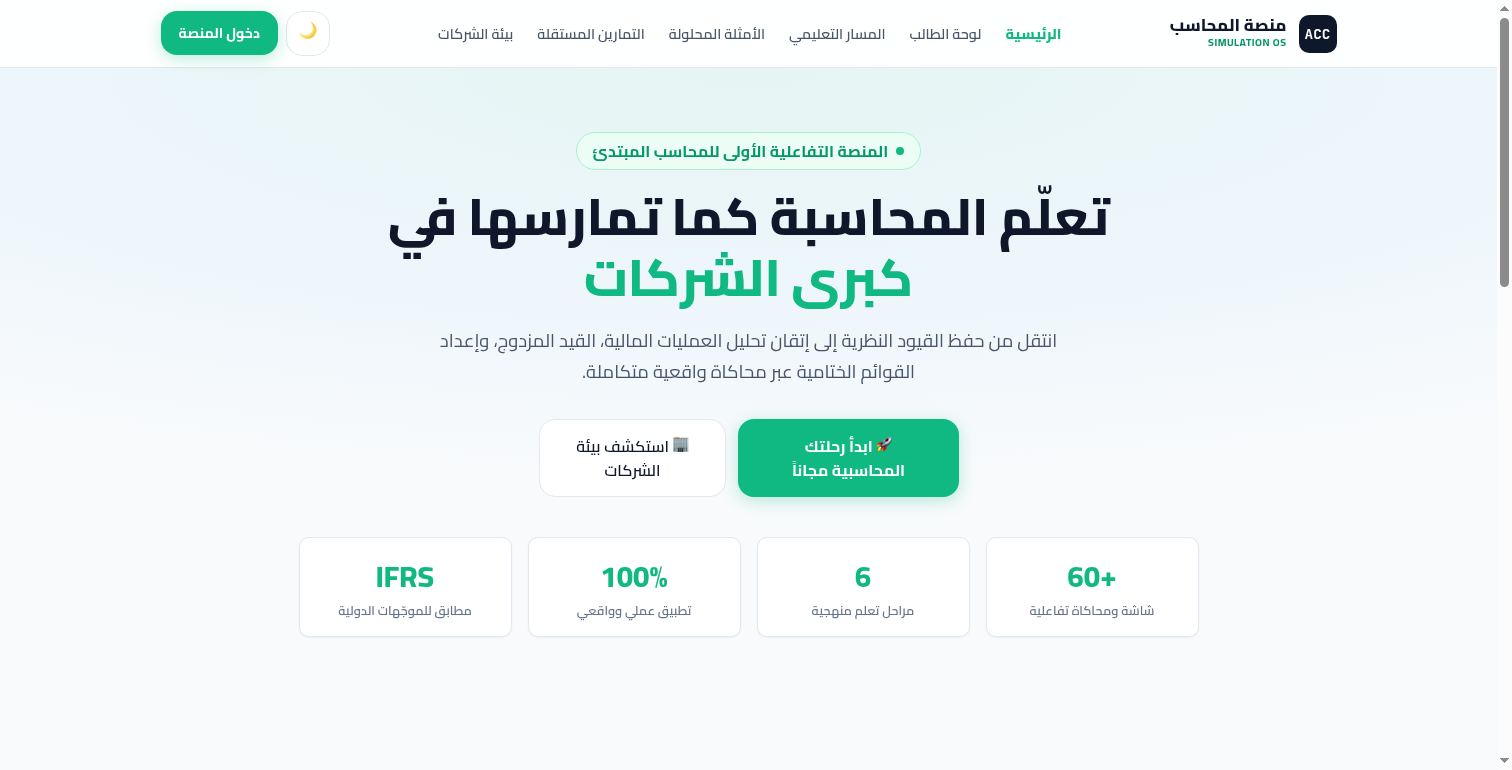 ACC
منصة المحاسب
SIMULATION OS
الرئيسية
لوحة الطالب
المسار التعليمي
الأمثلة المحلولة
التمارين المستقلة
بيئة الشركات
🌙
دخول المنصة
المنصة التفاعلية الأولى للمحاسب المبتدئ
تعلّم المحاسبة كما تمارسها في
كبرى الشركات
انتقل من حفظ القيود النظرية إلى إتقان تحليل العمليات المالية، القيد المزدوج، وإعداد
القوائم الختامية عبر محاكاة واقعية متكاملة.
🚀 ابدأ رحلتك
المحاسبية مجاناً
🏢 استكشف بيئة
الشركات
60+
شاشة ومحاكاة تفاعلية
6
مراحل تعلم منهجية
100%
تطبيق عملي وواقعي
IFRS
مطابق للموجّهات الدولية